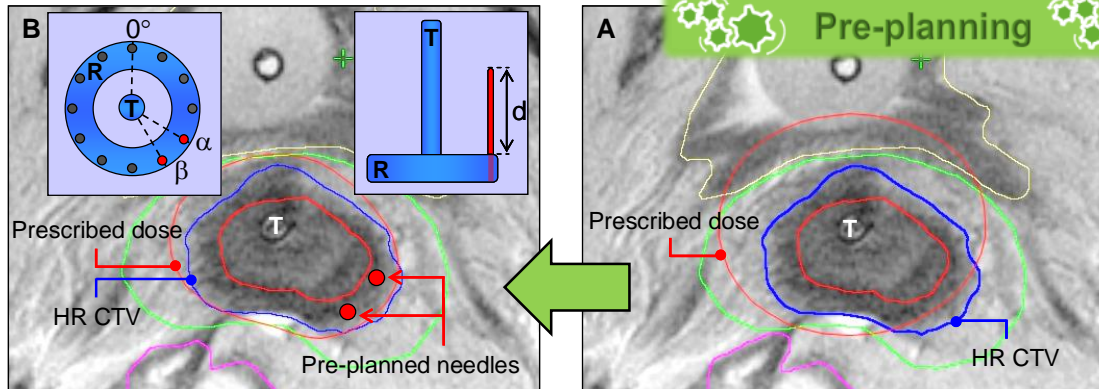 B
0°
R
T
α
β
T
d
R
T
Prescribed dose
HR CTV
Pre-planned needles
A
Pre-planning
T
Prescribed dose
HR CTV